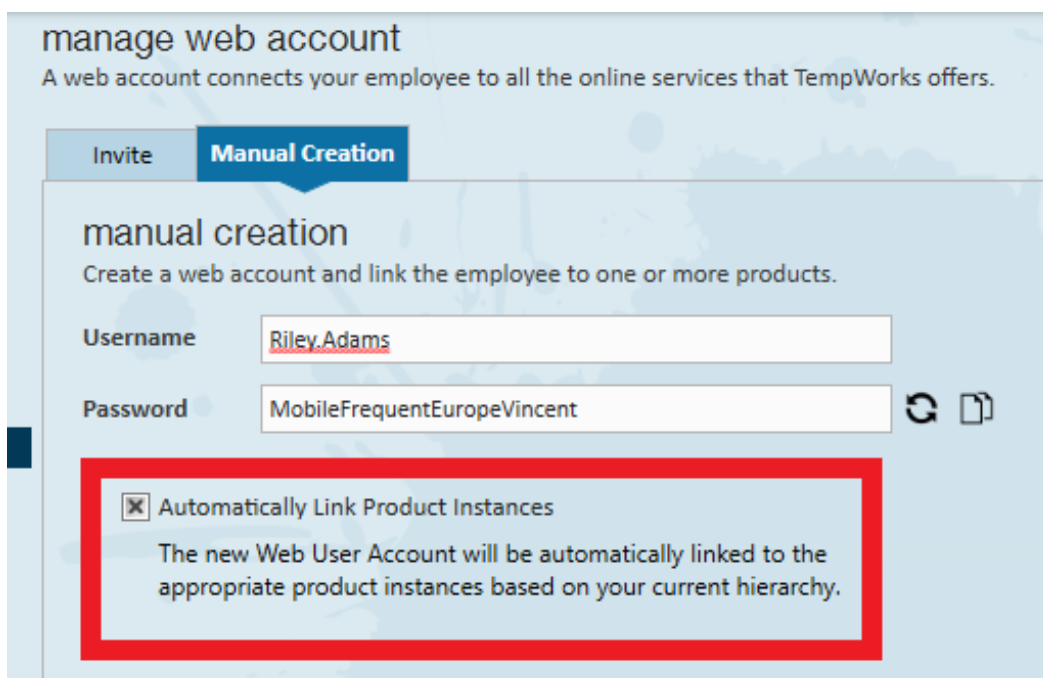 manage web account
A web account connects your employee to all the online services that TempWorks offers.
Invite
Manual Creation
manual creation
Create a web account and link the employee to one or more products.
Username
Riley.Adams
Password
MobileFrequentEuropeVincent
Automatically Link Product Instances
The new Web User Account will be automatically linked to the
appropriate product instances based on your current hierarchy.